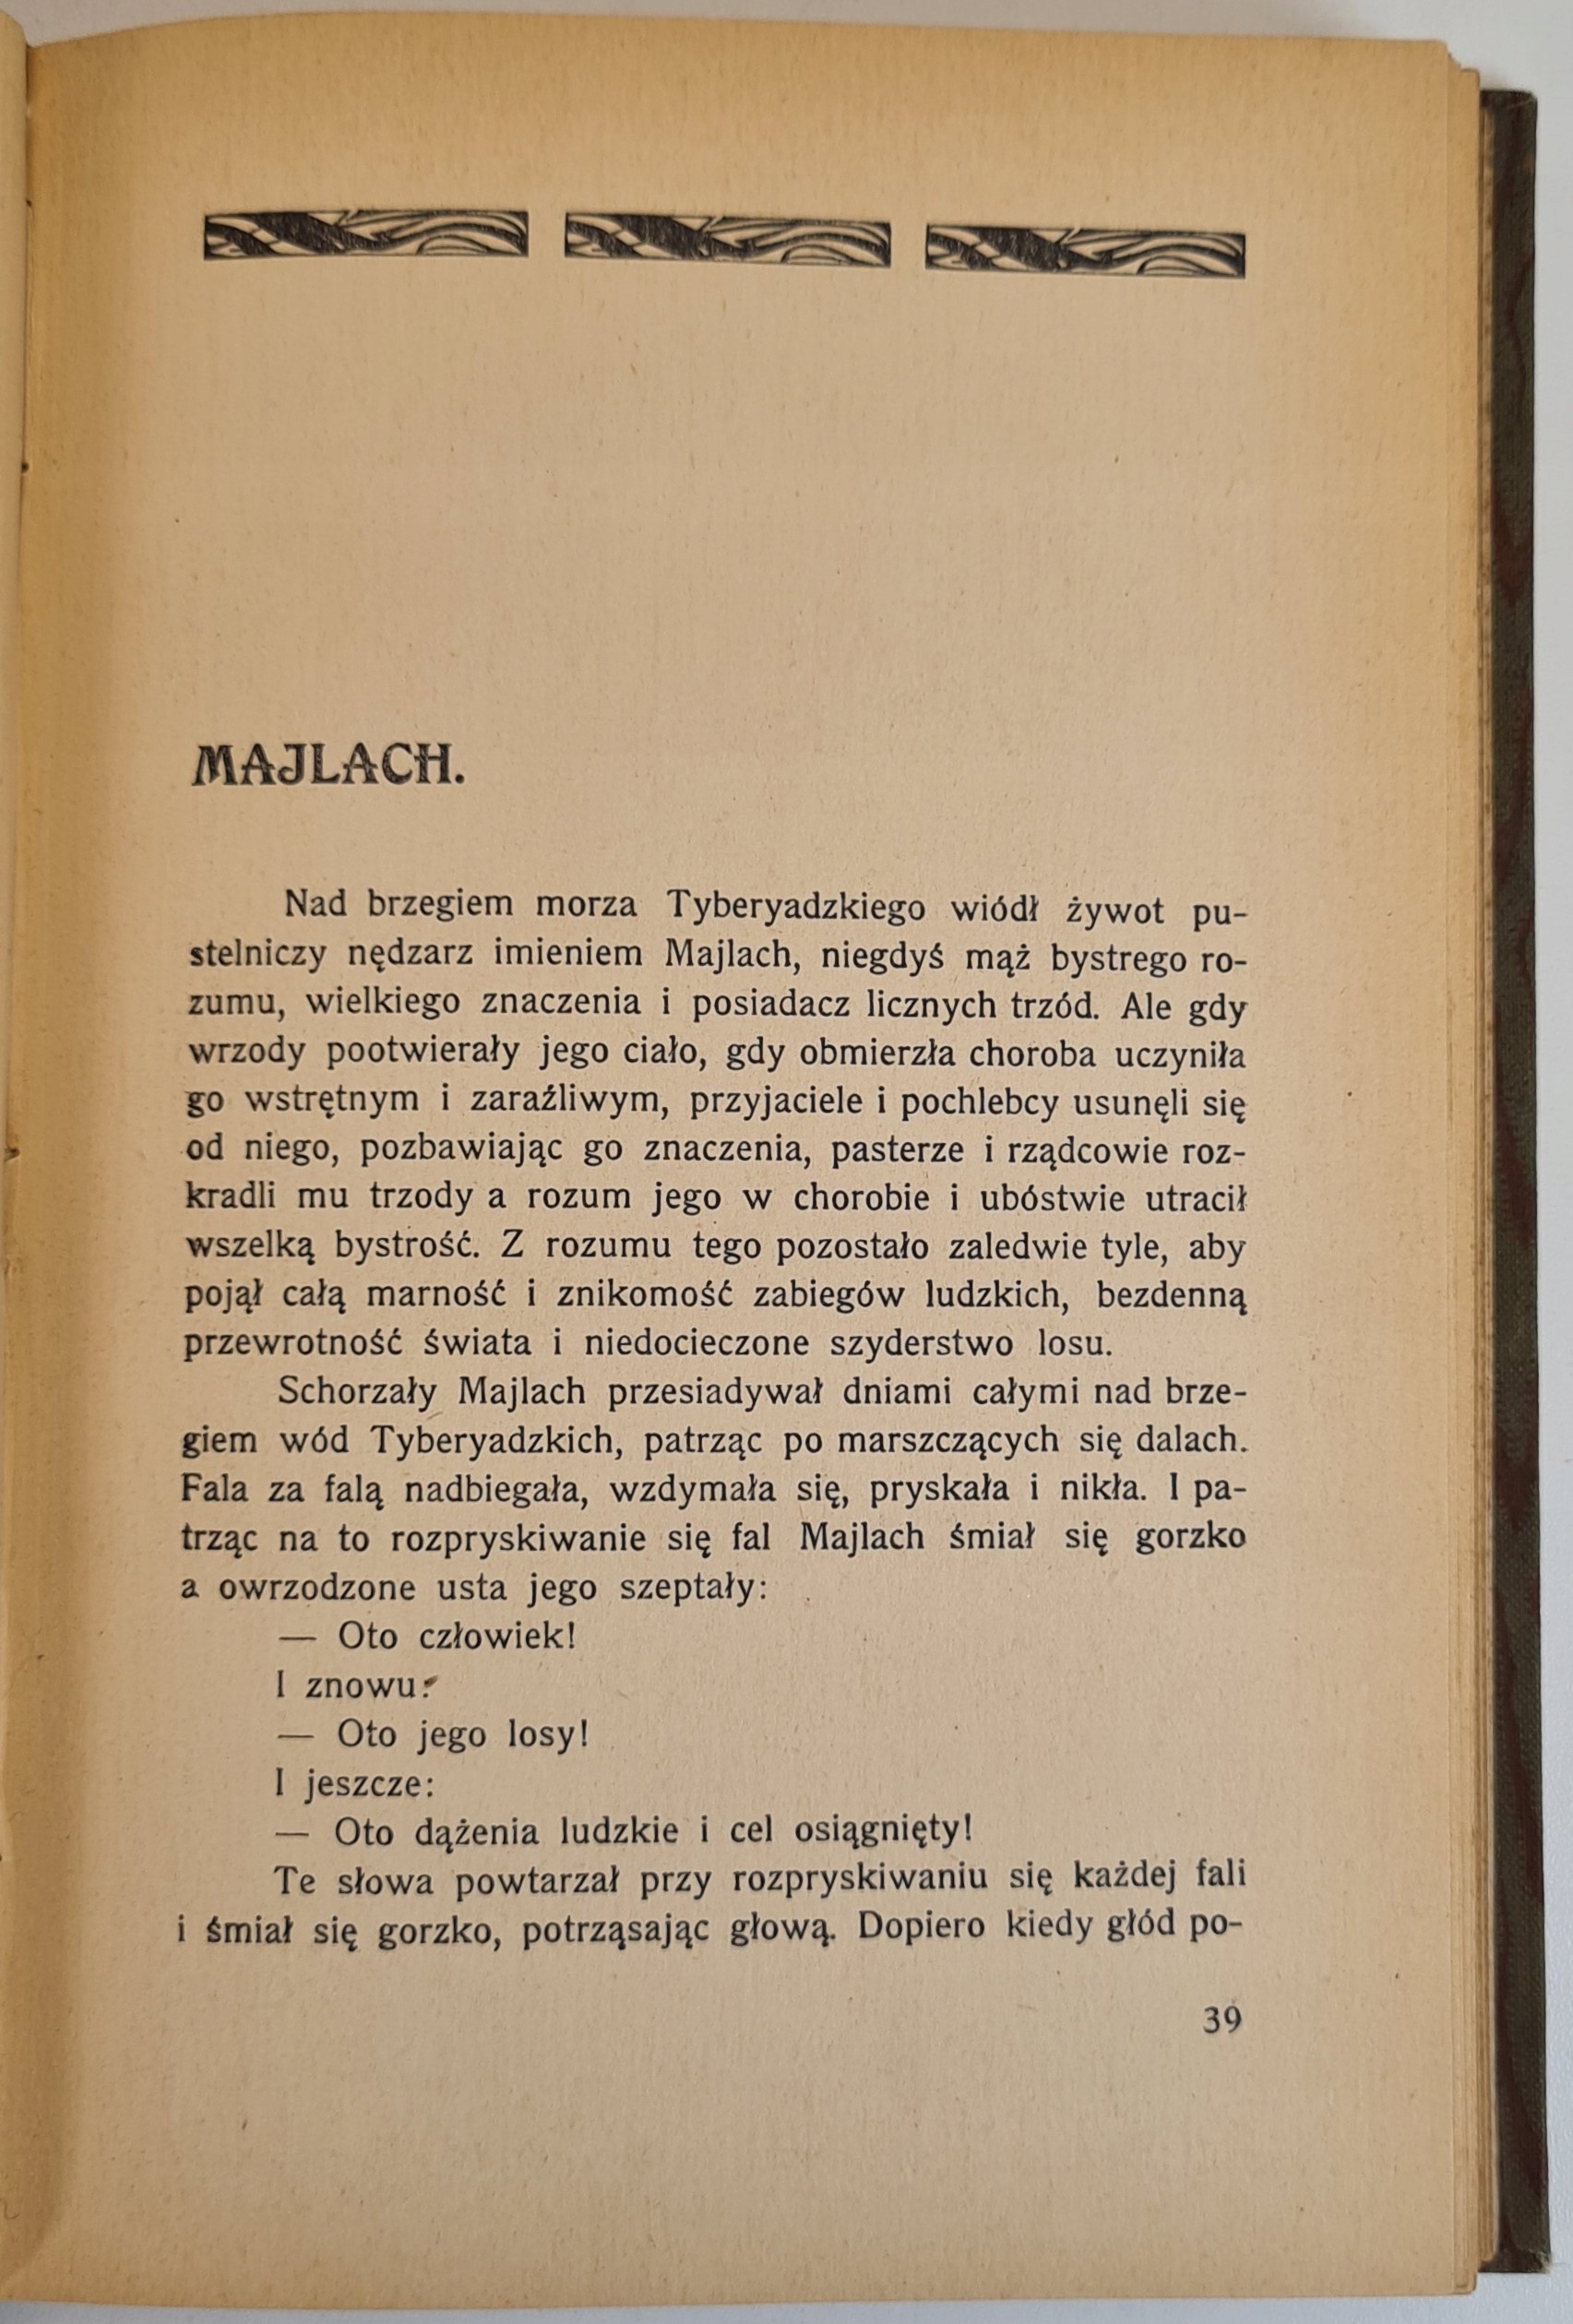 MAJLACH.
Nad brzegiem morza Tyberyadzkiego wiódł żywot pu-
stelniczy nędzarz imieniem Majlach, niegdyś mąż bystrego ro-
zumu, wielkiego znaczenia i posiadacz licznych trzód. Ale gdy
wrzody pootwierały jego ciało, gdy obmierzła choroba uczyniła
go wstrętnym i zaraźliwym, przyjaciele i pochlebcy usunęli się
od niego, pozbawiając go znaczenia, pasterze i rządcowie roz-
kradli mu trzody a rozum jego w chorobie i ubóstwie utracił
wszelką bystrość. Z rozumu tego pozostało zaledwie tyle, aby
pojął całą marność i znikomość zabiegów ludzkich, bezdenną
przewrotność świata i niedocieczone szyderstwo losu.
Schorzały Majlach przesiadywał dniami całymi nad brze-
giem wód Tyberyadzkich, patrząc po marszczących się dalach.
Fala za falą nadbiegała, wzdymała się, pryskała i nikła. I pa-
trząc na to rozpryskiwanie się fal Majlach śmiał się gorzko
a owrzodzone usta jego szeptały:
— Oto człowiek!
I znowu:
— Oto jego losy!
I jeszcze:
— Oto dążenia ludzkie i cel osiągnięty!
Te słowa powtarzał przy rozpryskiwaniu się każdej fali
i śmiał się gorzko, potrząsając głową. Dopiero kiedy głód po-
39